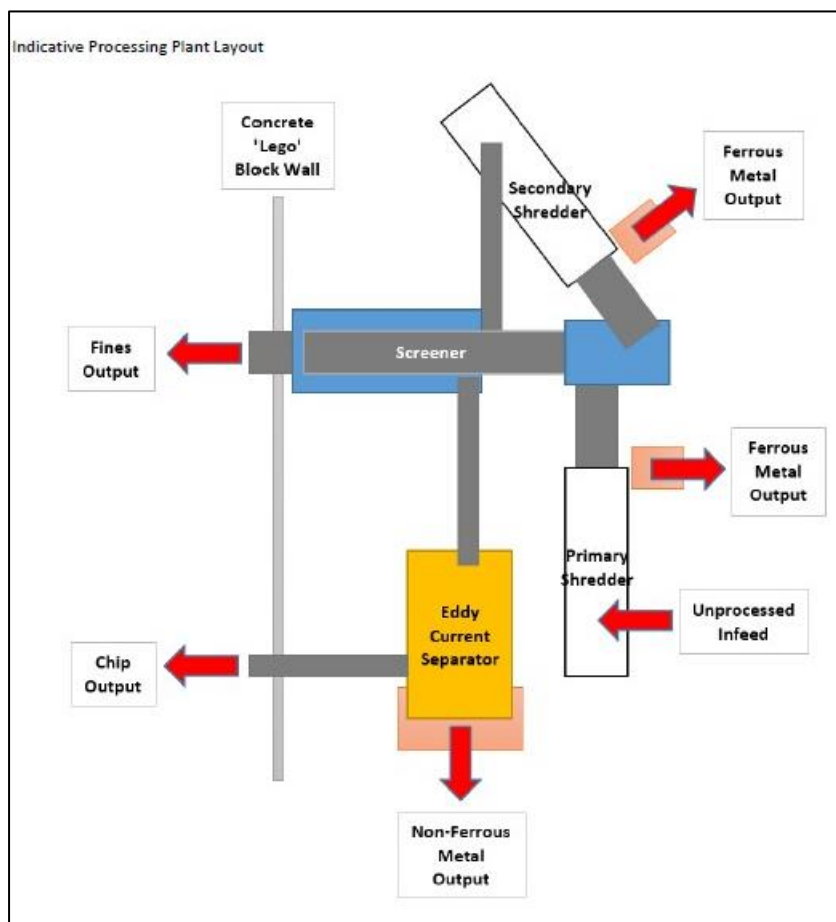 Indicative Processing Plant Layout
Concrete
'Lego'
Block Wall
Secondary
Shredder
Ferrous
Metal
Output
Fines
Output
Screener
Ferrous
Metal
Output
Primary
Shredder
Eddy
Current
Separator
Unprocessed
Infeed
Chip
Output
Non-Ferrous
Metal
Output